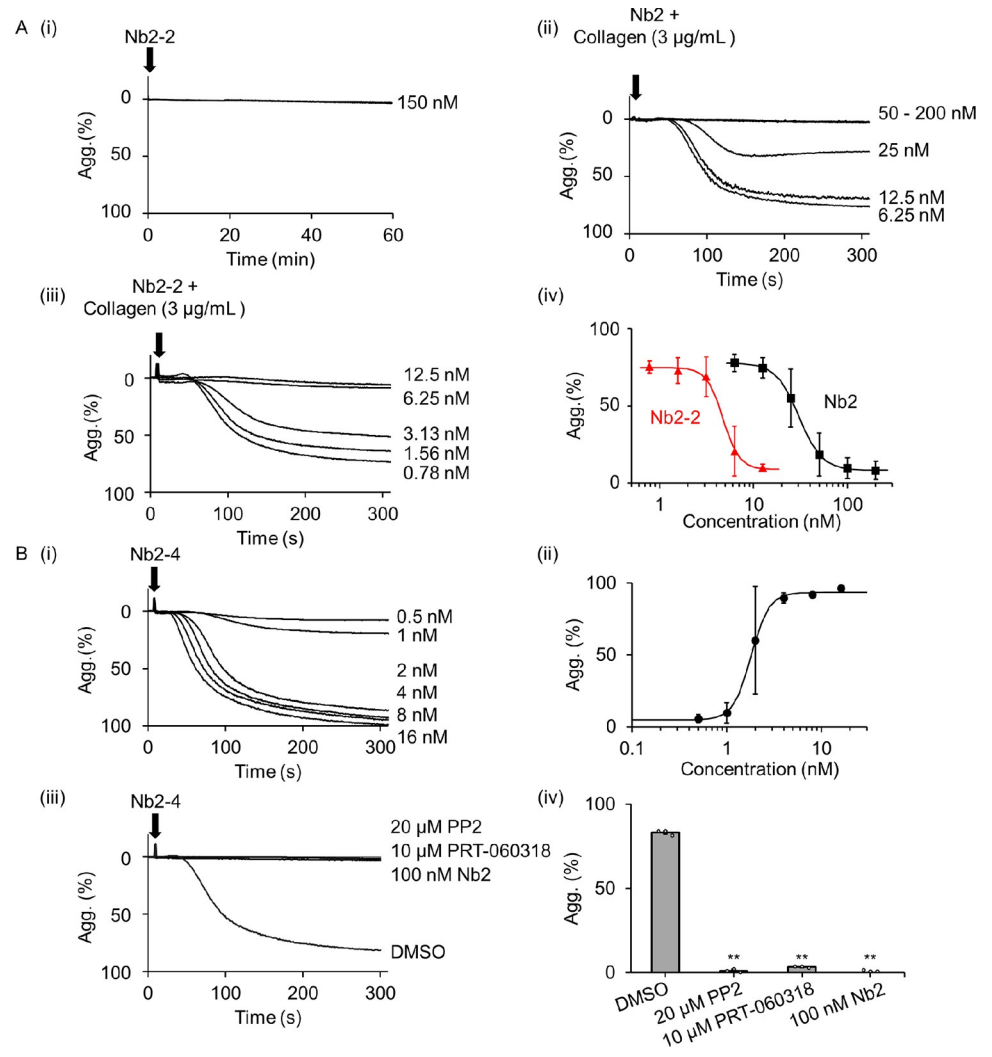 A (i)
Nb2-2
Agg.(%)
0
50
100
150 nM
0 20 40 60
Time (min)
(ii)
Nb2 +
Collagen (3 µg/mL )
Agg.(%)
0
50
100
50 - 200 nM
25 nM
12.5 nM
6.25 nM
0 100 200 300
Time (s)
(iii)
Nb2-2 +
Collagen (3 µg/mL )
Agg.(%)
0
50
100
12.5 nM
6.25 nM
3.13 nM
1.56 nM
0.78 nM
0 100 200 300
Time (s)
(iv)
Agg.(%)
100
50
0
Nb2-2
Nb2
1 10 100
Concentration (nM)
B (i)
Nb2-4
Agg.(%)
0
50
100
0.5 nM
1 nM
2 nM
4 nM
8 nM
16 nM
0 100 200 300
Time (s)
(ii)
Agg. (%)
100
50
0
0.1 1 10
Concentration (nM)
(iii)
Nb2-4
Agg. (%)
0
50
100
20 µM PP2
10 µM PRT-060318
100 nM Nb2
DMSO
0 100 200 300
Time (s)
(iv)
Agg. (%)
100
50
0
** ** **
DMSO
20 µM PP2
10 µM PRT-060318
100 nM Nb2